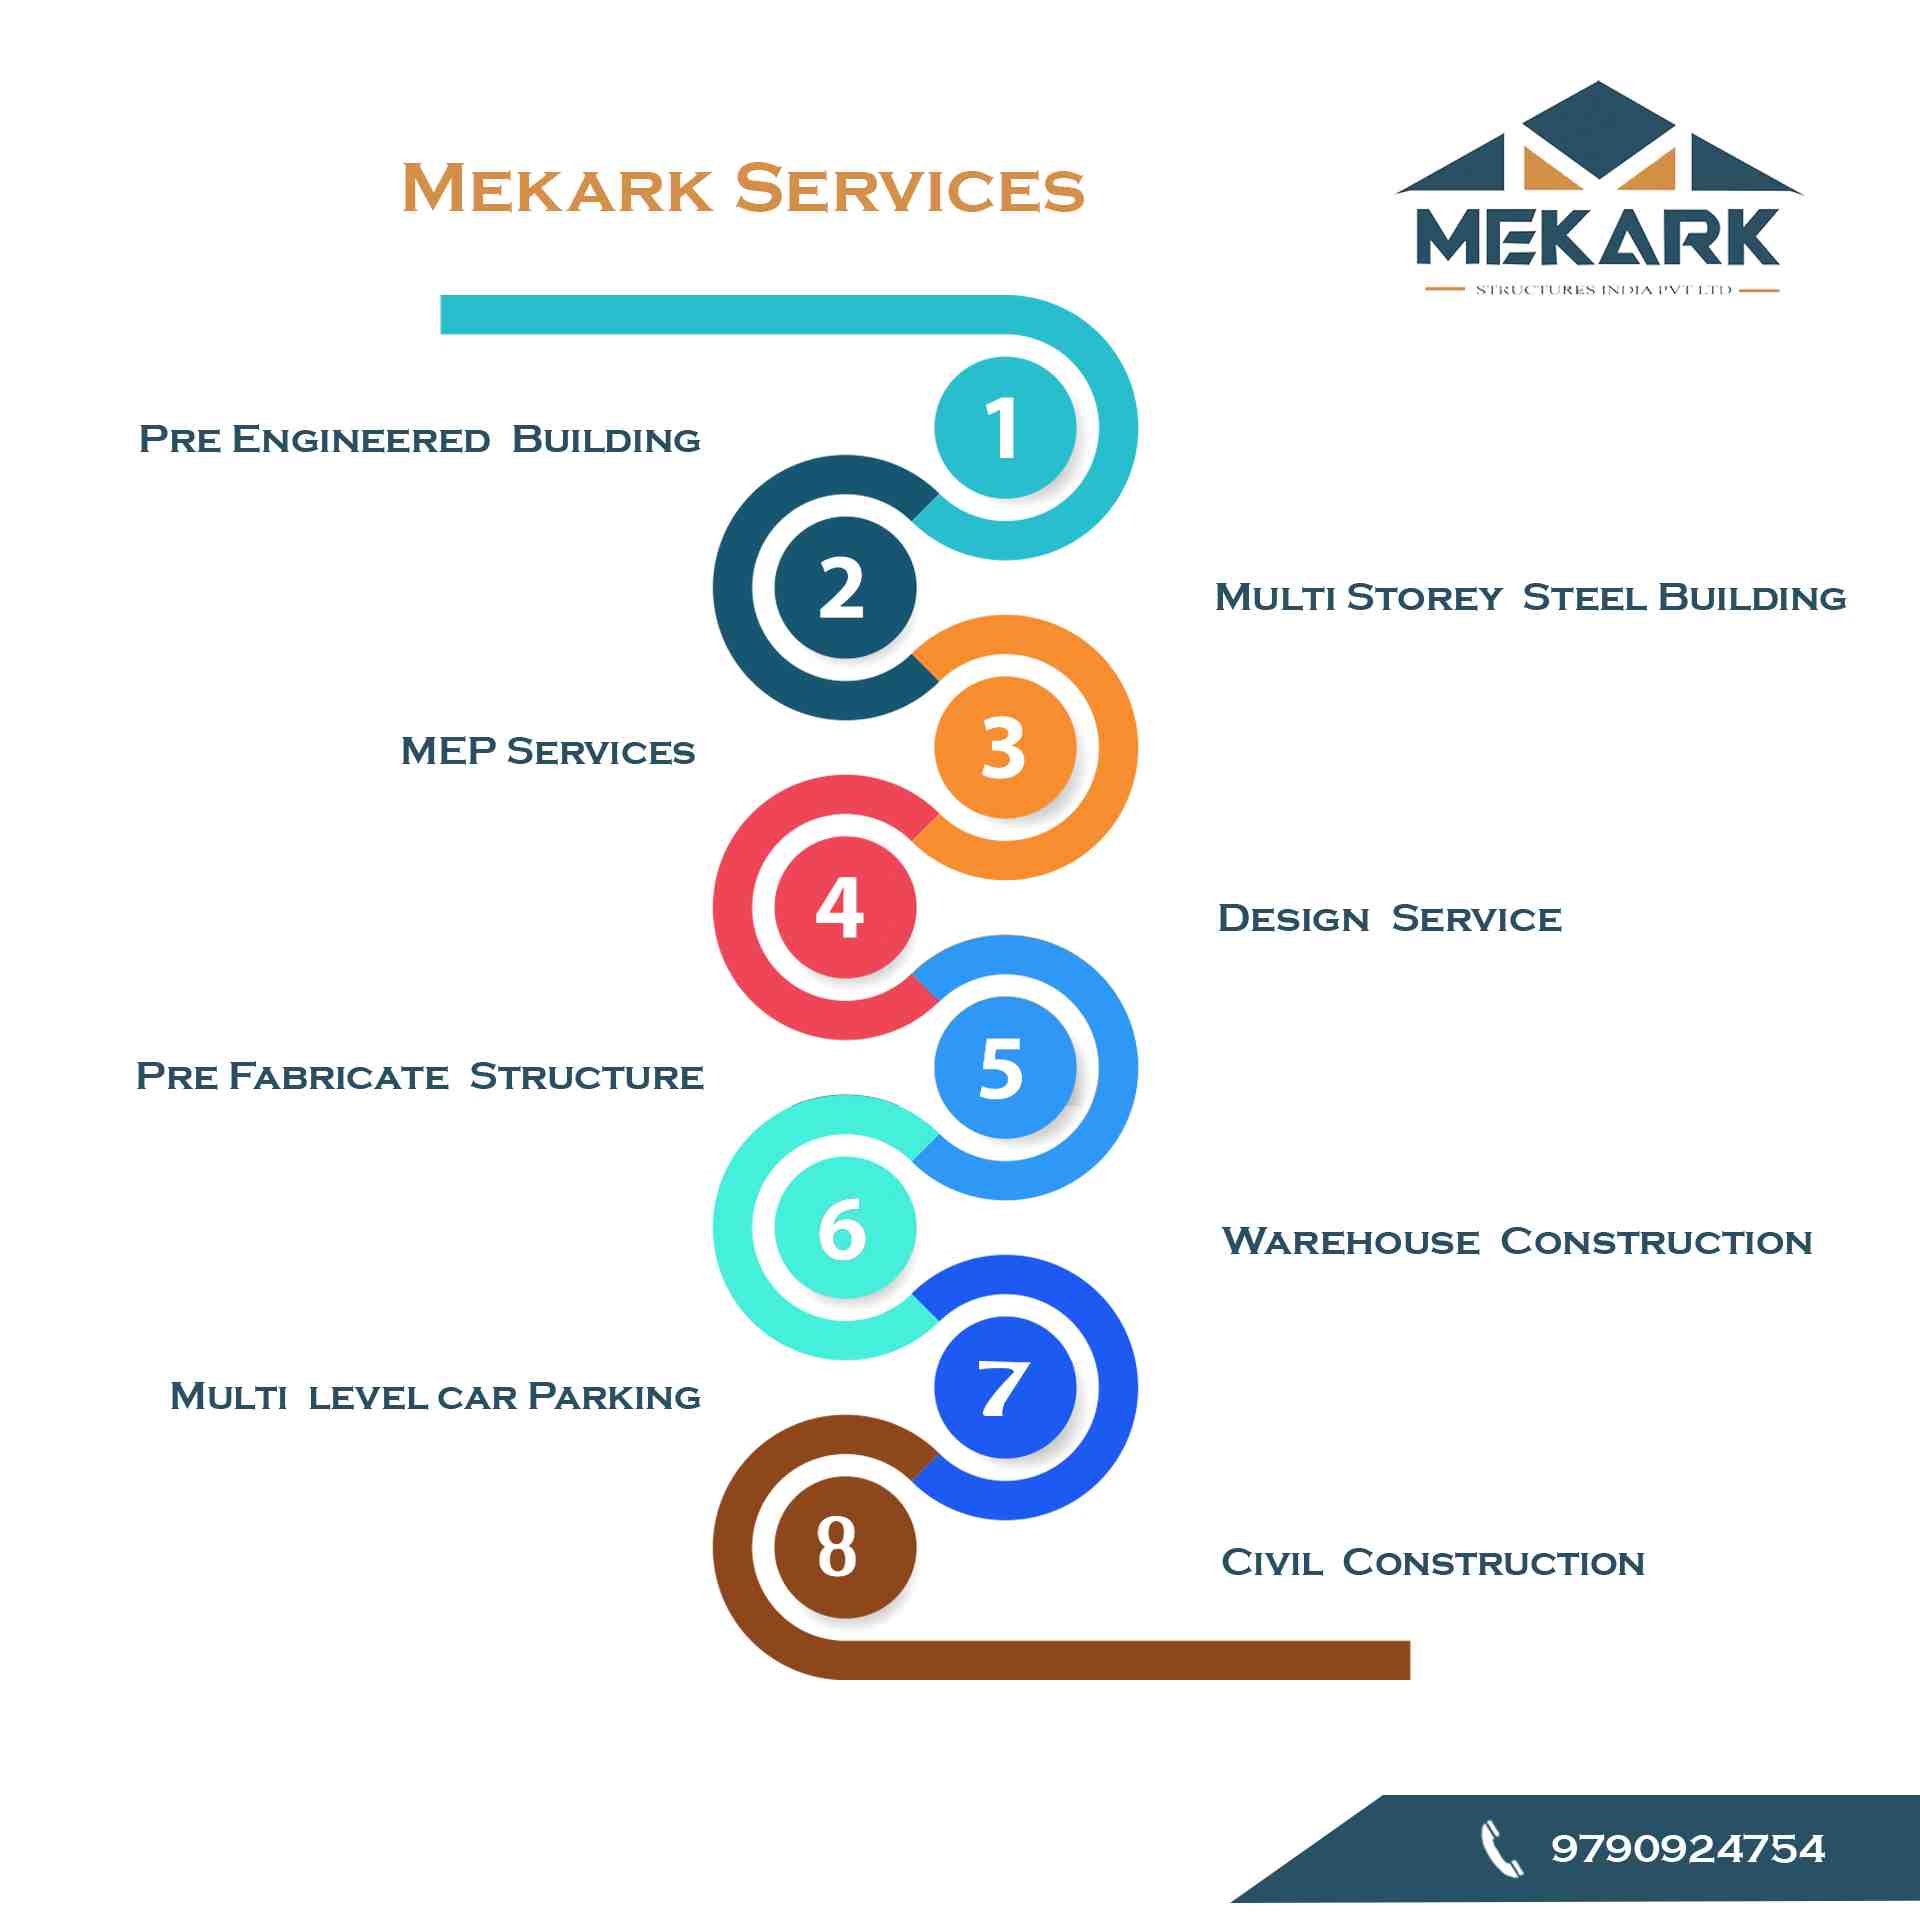 Mekark Services
MEKARK
STRUCTURES INDIA PVT LTD
1
Pre Engineered Building
2
Multi Storey Steel Building
3
MEP Services
4
Design Service
5
Pre Fabricate Structure
6
Warehouse Construction
7
Multi level car Parking
8
Civil Construction
9790924754